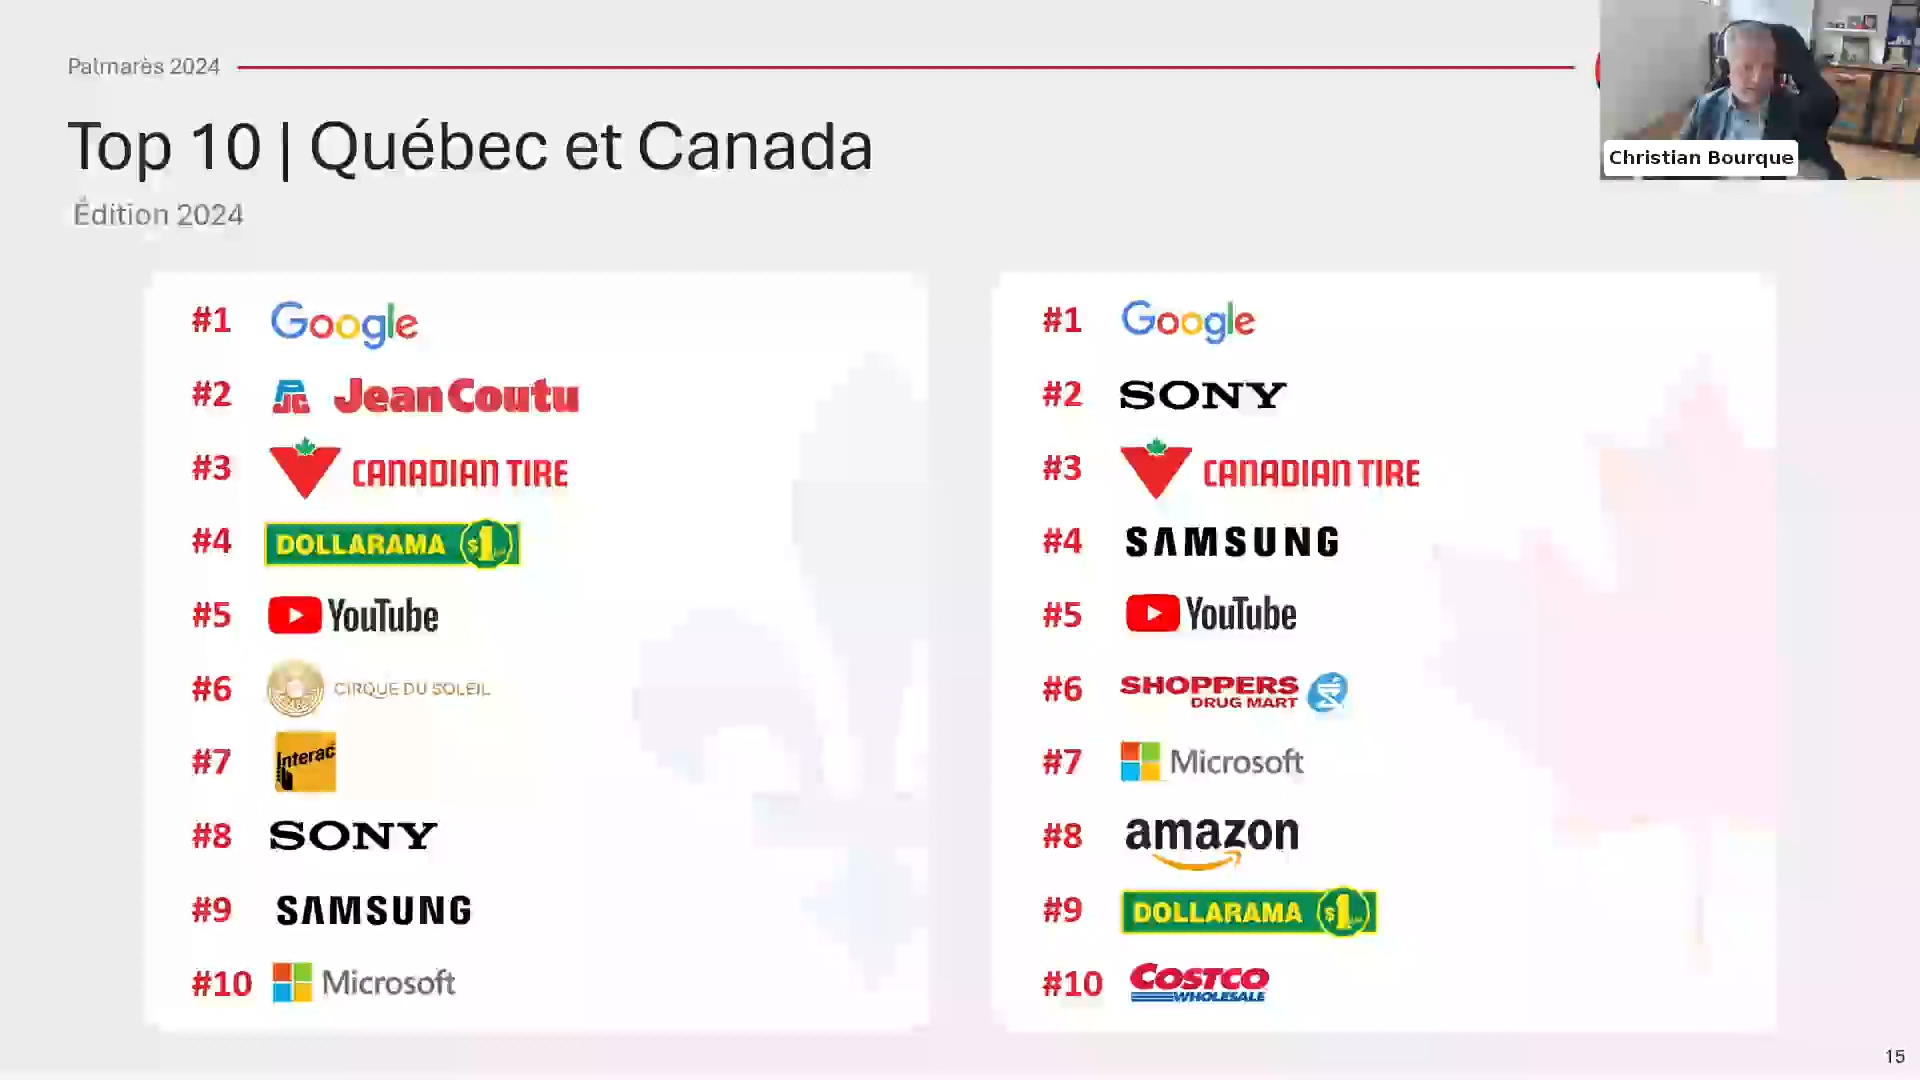 Palmarès 2024
Top 10 | Québec et Canada
Édition 2024
Christian Bourque
#1 Google
#2 PJC Jean Coutu
#3 CANADIAN TIRE
#4 DOLLARAMA $1
#5 YouTube
#6 CIRQUE DU SOLEIL
#7 Interac
#8 SONY
#9 SAMSUNG
#10 Microsoft
#1 Google
#2 SONY
#3 CANADIAN TIRE
#4 SAMSUNG
#5 YouTube
#6 SHOPPERS
DRUG MART
#7 Microsoft
#8 amazon
#9 DOLLARAMA $1
#10 COSTCO
WHOLESALE
15